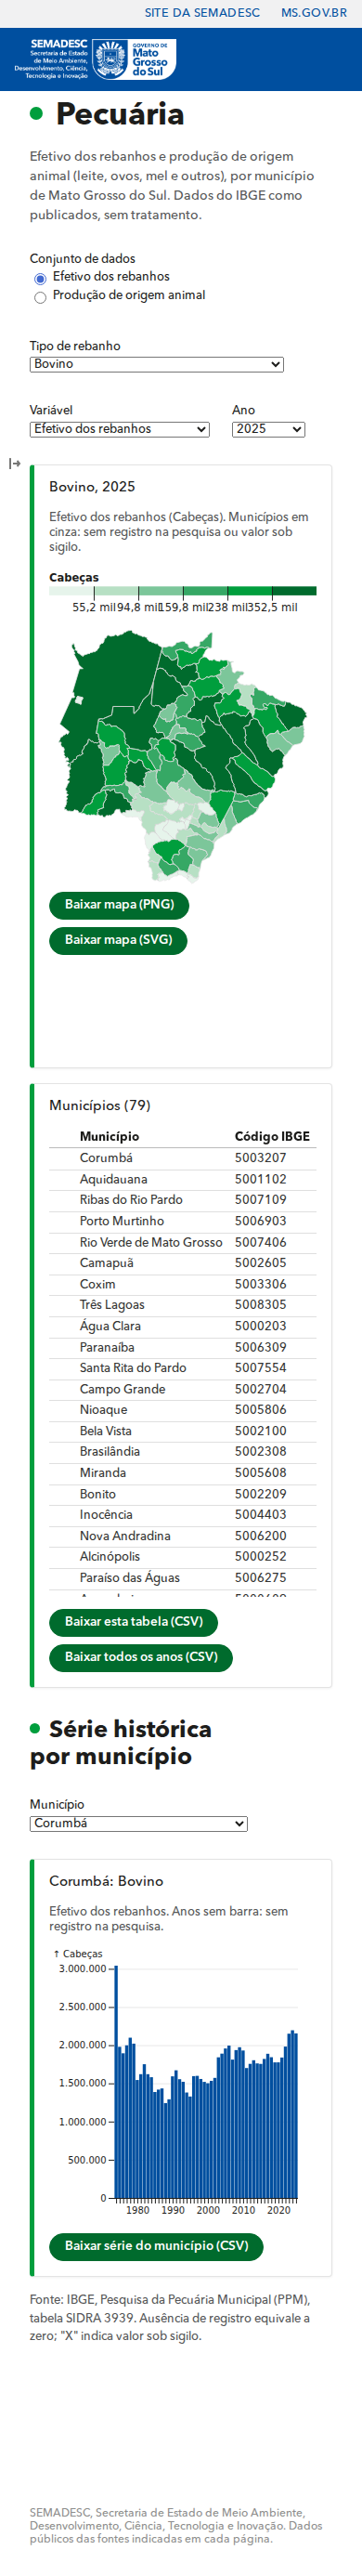 SITE DA SEMADESC MS.GOV.BR
SEMADESC
Secretaria de Estado
de Meio Ambiente,
Desenvolvimento, Ciência,
Tecnologia e Inovação
GOVERNO DE
Mato
Grosso
do Sul
Pecuária
Efetivo dos rebanhos e produção de origem
animal (leite, ovos, mel e outros), por município
de Mato Grosso do Sul. Dados do IBGE como
publicados, sem tratamento.
Conjunto de dados
Efetivo dos rebanhos
Produção de origem animal
Tipo de rebanho
Bovino
Variável Ano
Efetivo dos rebanhos 2025
Bovino, 2025
Efetivo dos rebanhos (Cabeças). Municípios em
cinza: sem registro na pesquisa ou valor sob
sigilo.
Cabeças
55,2 mil 94,8 mil 159,8 mil 238 mil 352,5 mil
Baixar mapa (PNG)
Baixar mapa (SVG)
Municípios (79)
Município Código IBGE
Corumbá 5003207
Aquidauana 5001102
Ribas do Rio Pardo 5007109
Porto Murtinho 5006903
Rio Verde de Mato Grosso 5007406
Camapuã 5002605
Coxim 5003306
Três Lagoas 5008305
Água Clara 5000203
Paranaíba 5006309
Santa Rita do Pardo 5007554
Campo Grande 5002704
Nioaque 5005806
Bela Vista 5002100
Brasilândia 5002308
Miranda 5005608
Bonito 5002209
Inocência 5004403
Nova Andradina 5006200
Alcinópolis 5000252
Paraíso das Águas 5006275
Baixar esta tabela (CSV)
Baixar todos os anos (CSV)
Série histórica
por município
Município
Corumbá
Corumbá: Bovino
Efetivo dos rebanhos. Anos sem barra: sem
registro na pesquisa.
↑ Cabeças
3.000.000
2.500.000
2.000.000
1.500.000
1.000.000
500.000
0
1980 1990 2000 2010 2020
Baixar série do município (CSV)
Fonte: IBGE, Pesquisa da Pecuária Municipal (PPM),
tabela SIDRA 3939. Ausência de registro equivale a
zero; "X" indica valor sob sigilo.
SEMADESC, Secretaria de Estado de Meio Ambiente,
Desenvolvimento, Ciência, Tecnologia e Inovação. Dados
públicos das fontes indicadas em cada página.